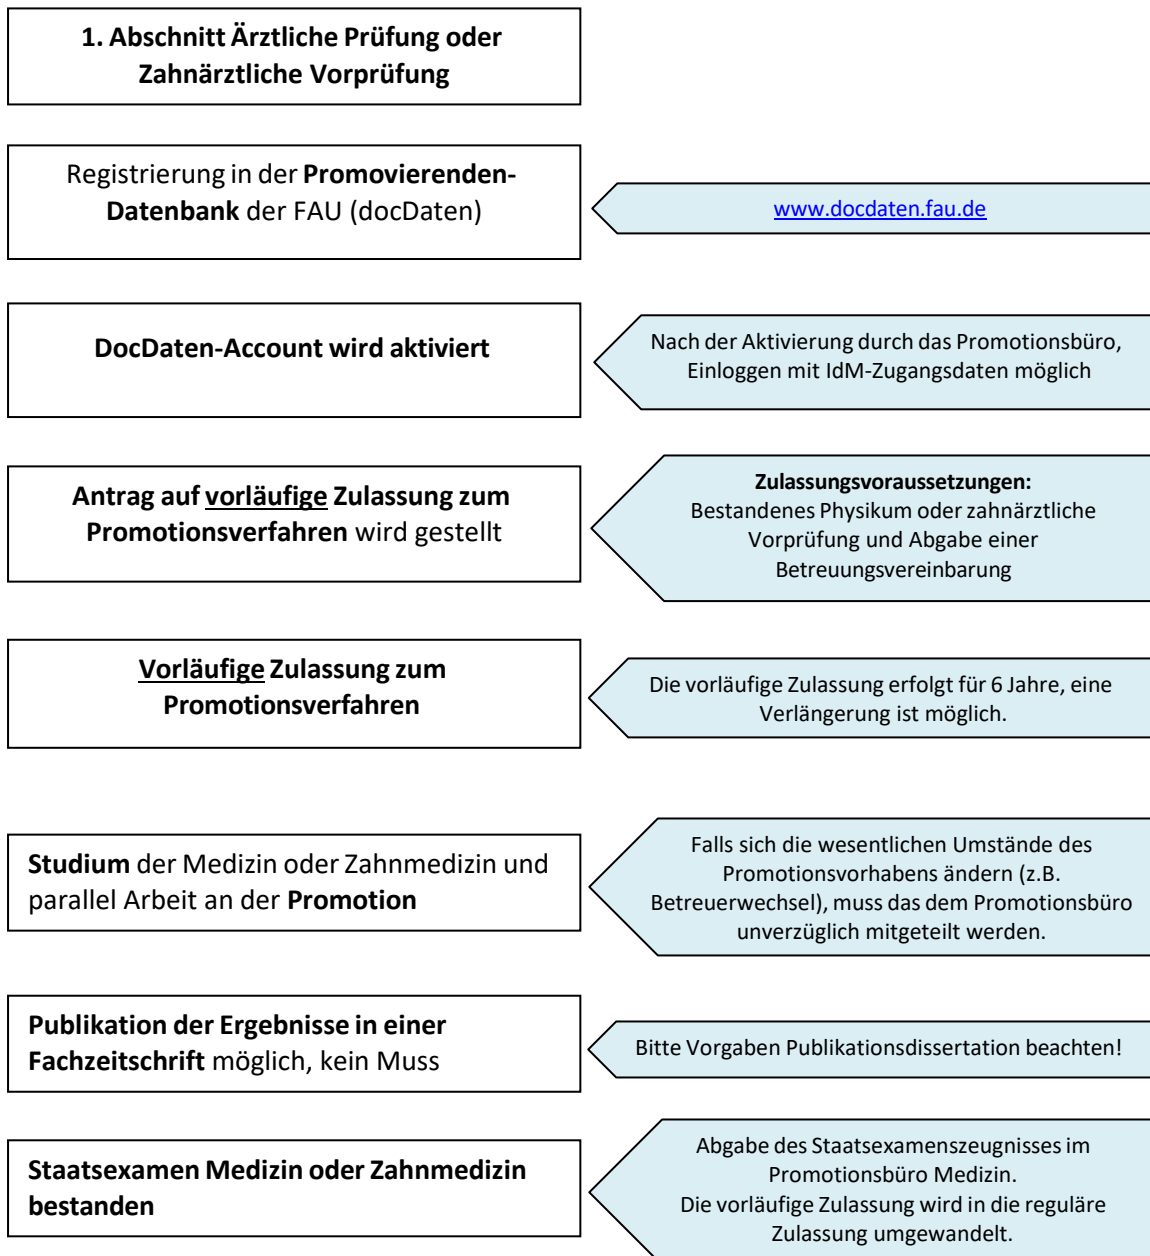 1. Abschnitt Ärztliche Prüfung oder
Zahnärztliche Vorprüfung
Registrierung in der Promovierenden-
Datenbank der FAU (docDaten)
www.docdaten.fau.de
DocDaten-Account wird aktiviert
Nach der Aktivierung durch das Promotionsbüro,
Einloggen mit IdM-Zugangsdaten möglich
Antrag auf vorläufige Zulassung zum
Promotionsverfahren wird gestellt
Zulassungsvoraussetzungen:
Bestandenes Physikum oder zahnärztliche
Vorprüfung und Abgabe einer
Betreuungsvereinbarung
Vorläufige Zulassung zum
Promotionsverfahren
Die vorläufige Zulassung erfolgt für 6 Jahre, eine
Verlängerung ist möglich.
Studium der Medizin oder Zahnmedizin und
parallel Arbeit an der Promotion
Falls sich die wesentlichen Umstände des
Promotionsvorhabens ändern (z.B.
Betreuerwechsel), muss das dem Promotionsbüro
unverzüglich mitgeteilt werden.
Publikation der Ergebnisse in einer
Fachzeitschrift möglich, kein Muss
Bitte Vorgaben Publikationsdissertation beachten!
Staatsexamen Medizin oder Zahnmedizin
bestanden
Abgabe des Staatsexamenszeugnisses im
Promotionsbüro Medizin.
Die vorläufige Zulassung wird in die reguläre
Zulassung umgewandelt.